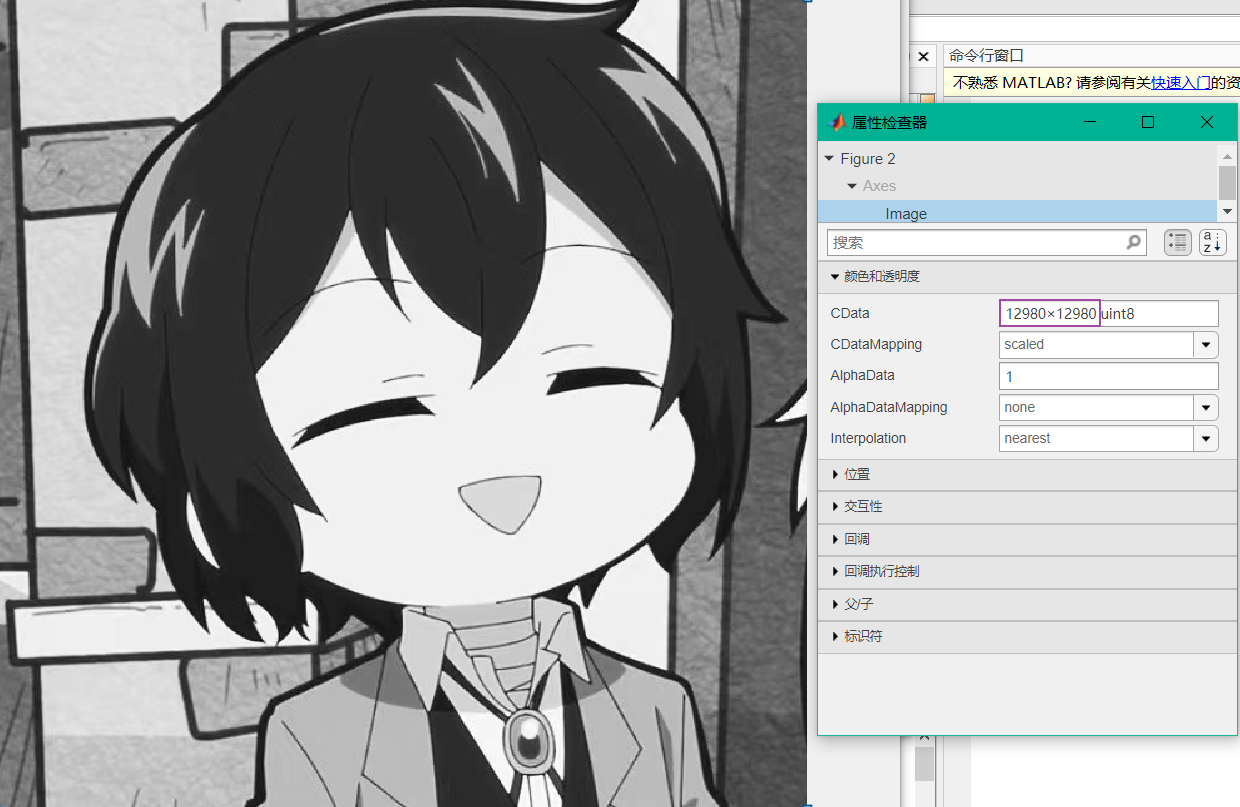 命令行窗口
不熟悉 MATLAB? 请参阅有关快速入门的资
属性检查器
Figure 2
Axes
Image
搜索
颜色和透明度
CData 12980×12980 uint8
CDataMapping scaled
AlphaData 1
AlphaDataMapping none
Interpolation nearest
位置
交互性
回调
回调执行控制
父/子
标识符